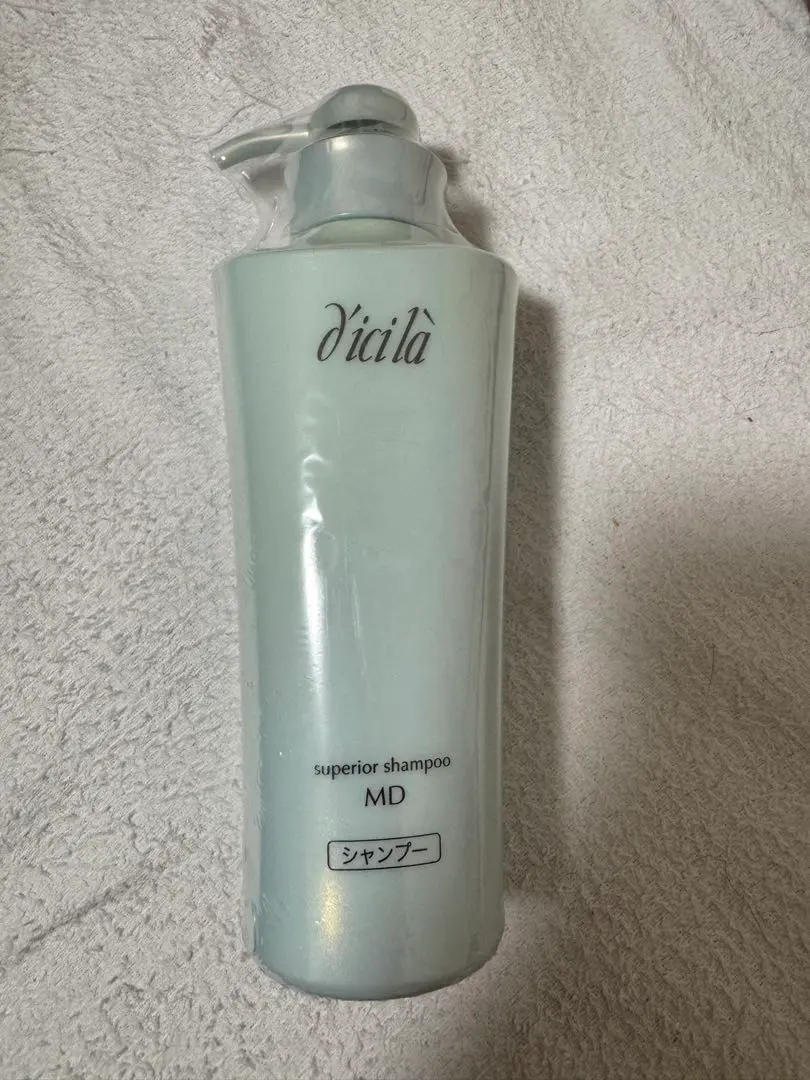 d'ici là
superior shampoo
MD
シャンプー